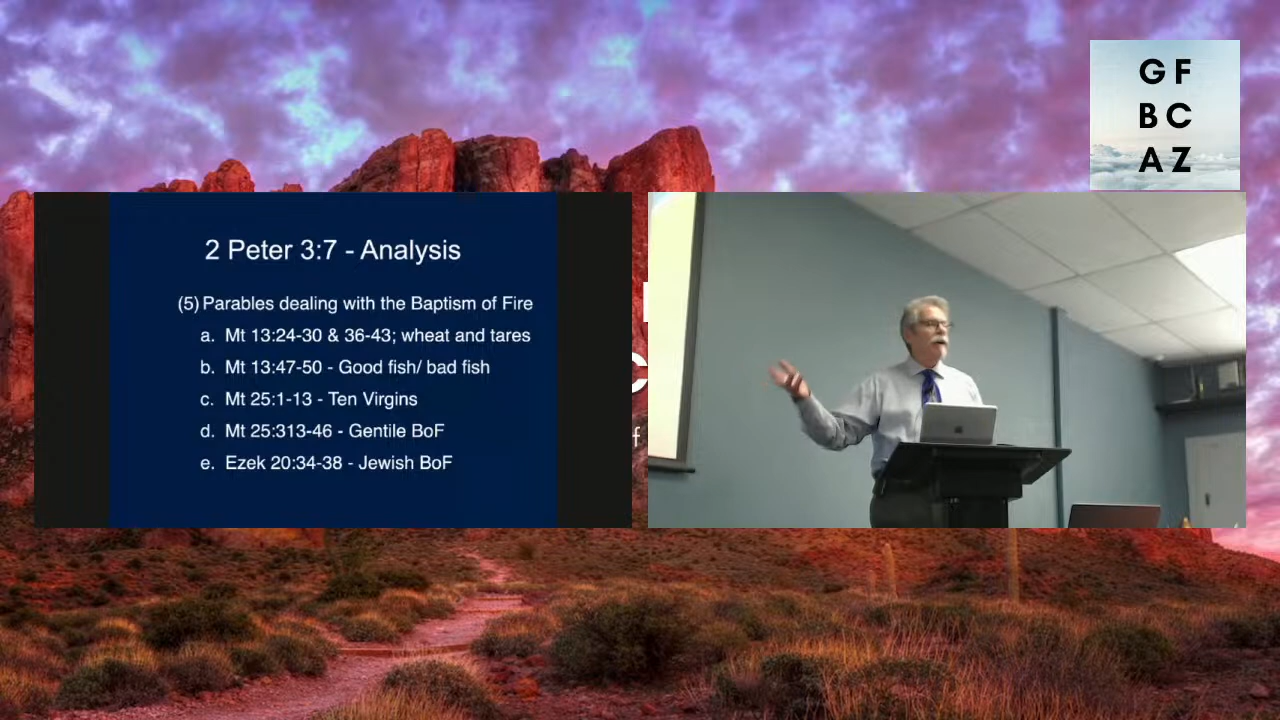 G F
B C
A Z
2 Peter 3:7 - Analysis
(5) Parables dealing with the Baptism of Fire
a. Mt 13:24-30 & 36-43; wheat and tares
b. Mt 13:47-50 - Good fish/ bad fish
c. Mt 25:1-13 - Ten Virgins
d. Mt 25:313-46 - Gentile BoF
e. Ezek 20:34-38 - Jewish BoF